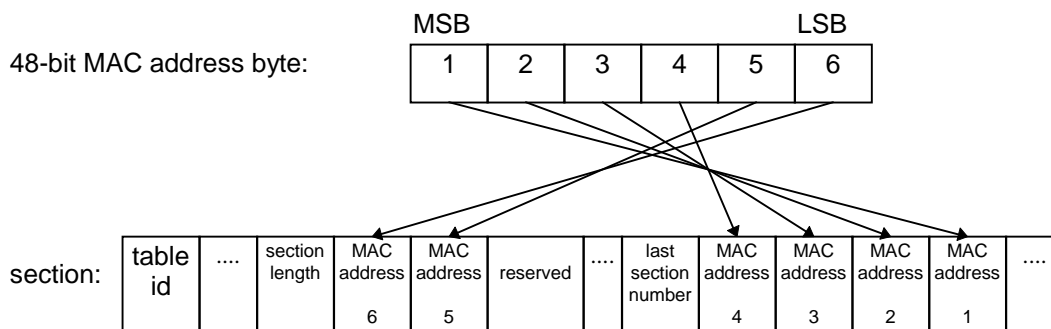 MSB LSB
48-bit MAC address byte: 1 2 3 4 5 6
section:
table
id
....
section
length
MAC
address
6
MAC
address
5
reserved
....
last
section
number
MAC
address
4
MAC
address
3
MAC
address
2
MAC
address
1
....